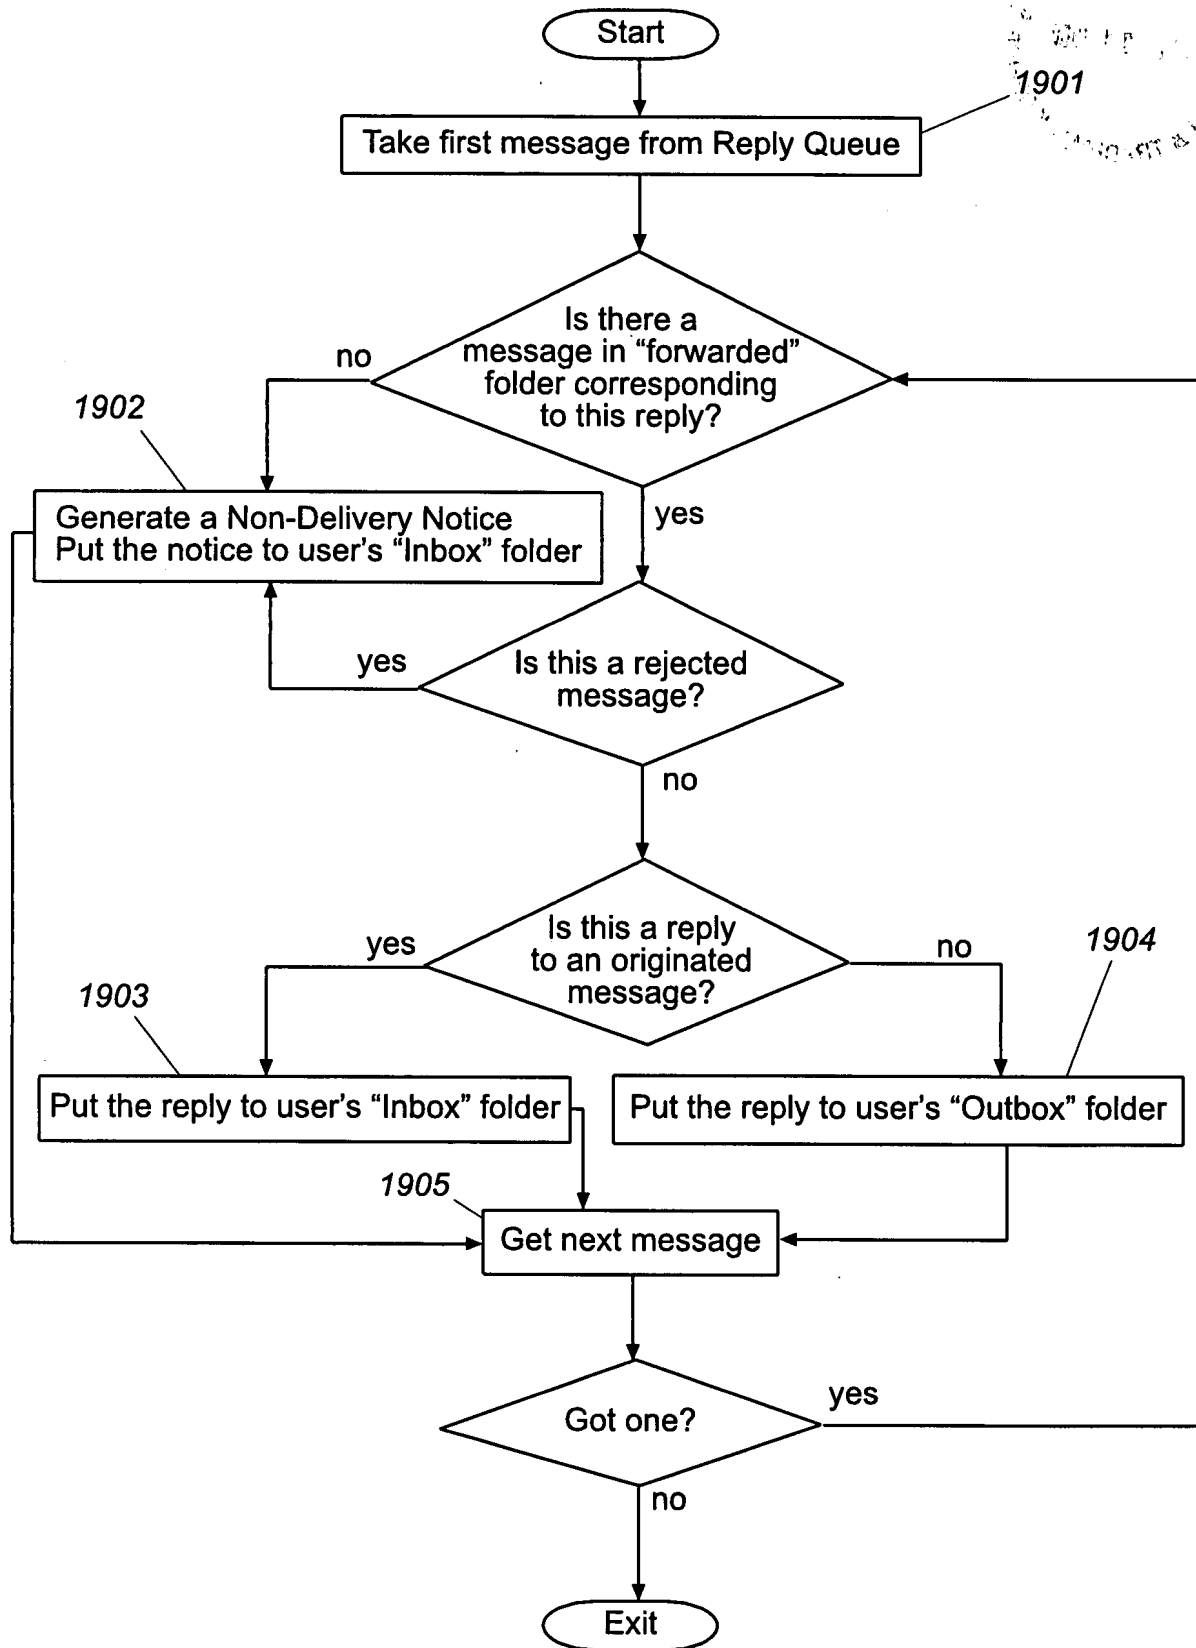 Start
1901
Take first message from Reply Queue
Is there a
message in “forwarded”
folder corresponding
to this reply?
no
1902
yes
Generate a Non-Delivery Notice
Put the notice to user's “Inbox” folder
yes
Is this a rejected
message?
no
Is this a reply
to an originated
message?
yes
no
1904
1903
Put the reply to user's “Inbox” folder
Put the reply to user's “Outbox” folder
1905
Get next message
yes
Got one?
no
Exit